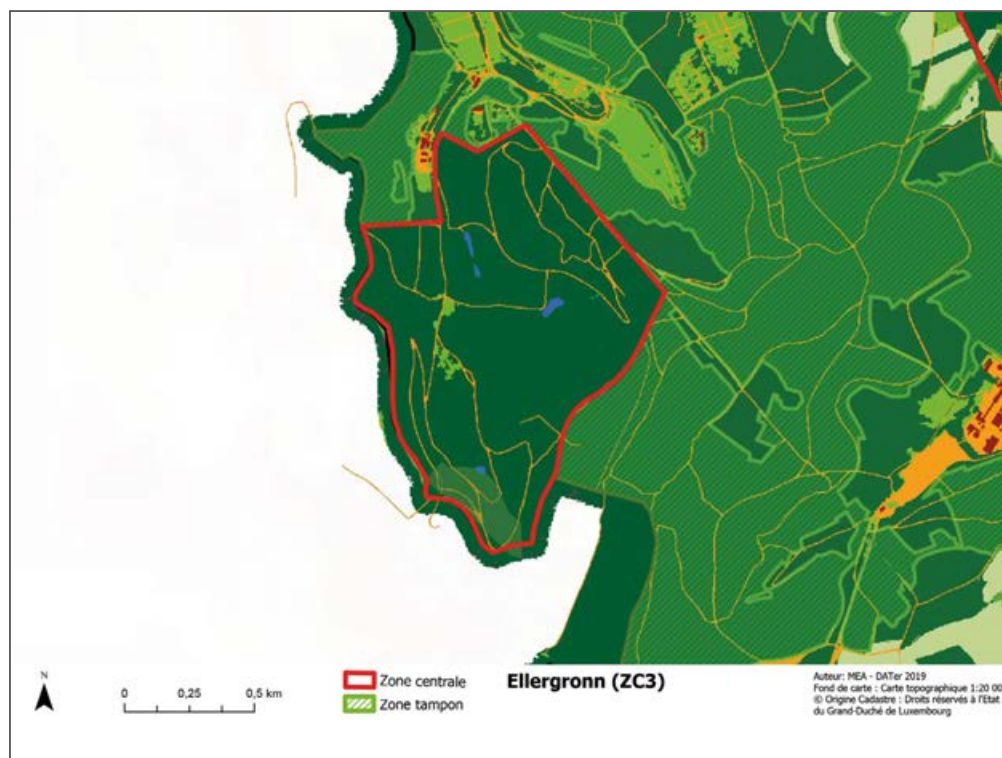 N
0 0,25 0,5 km
Zone centrale
Zone tampon
Ellergronn (ZC3)
Auteur: MEA - DATer 2019
Fond de carte : Carte topographique 1:20 00
© Origine Cadastre : Droits réservés à l'Etat
du Grand-Duché de Luxembourg